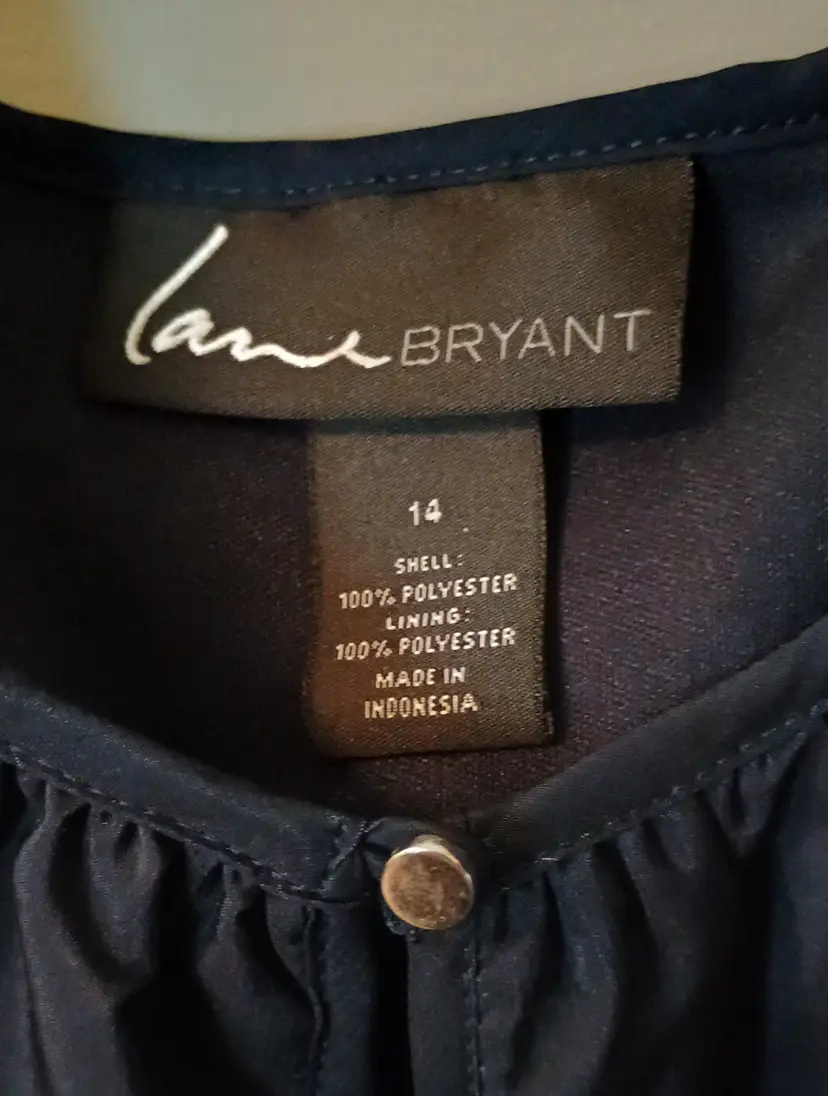 Lane BRYANT
14
SHELL:
100% POLYESTER
LINING:
100% POLYESTER
MADE IN
INDONESIA